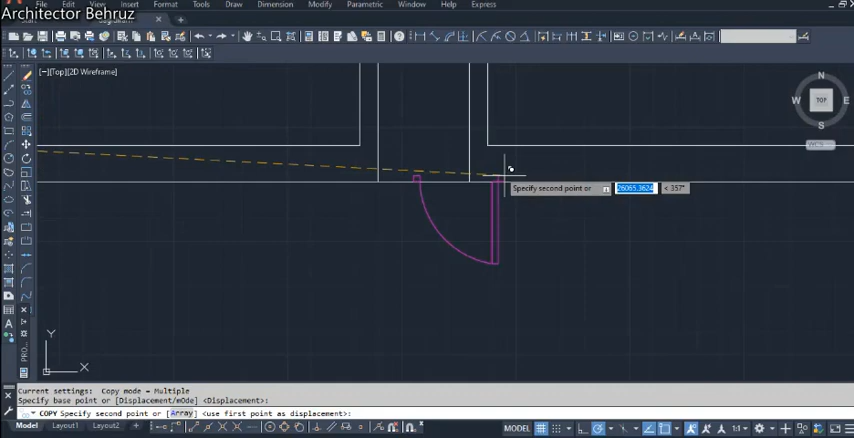 File Edit View Insert Format Tools Draw Dimension Modify Parametric Window Help Express
Architector Behruz
[−][Top][2D Wireframe]
N
W TOP E
S
WCS
Specify second point or 26065.3624 < 357°
Y
X
PRO...
Current settings: Copy mode = Multiple
Specify base point or [Displacement/mOde] <Displacement>:
COPY Specify second point or [Array] <use first point as displacement>:
Model Layout1 Layout2 + MODEL 1:1